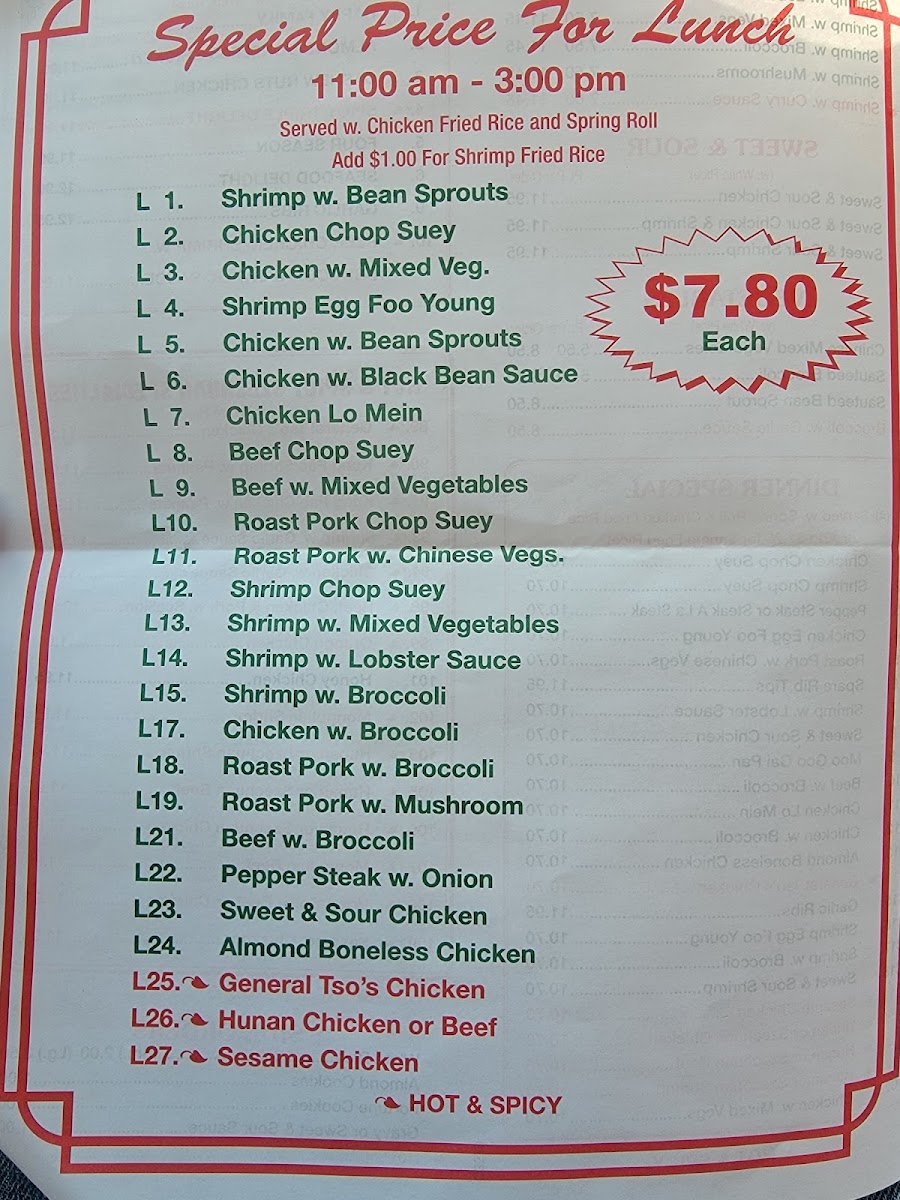 Special Price For Lunch
11:00 am - 3:00 pm
Served w. Chicken Fried Rice and Spring Roll
Add $1.00 For Shrimp Fried Rice
L 1. Shrimp w. Bean Sprouts
L 2. Chicken Chop Suey
L 3. Chicken w. Mixed Veg.
L 4. Shrimp Egg Foo Young
L 5. Chicken w. Bean Sprouts
L 6. Chicken w. Black Bean Sauce
L 7. Chicken Lo Mein
L 8. Beef Chop Suey
L 9. Beef w. Mixed Vegetables
L10. Roast Pork Chop Suey
L11. Roast Pork w. Chinese Vegs.
L12. Shrimp Chop Suey
L13. Shrimp w. Mixed Vegetables
L14. Shrimp w. Lobster Sauce
L15. Shrimp w. Broccoli
L17. Chicken w. Broccoli
L18. Roast Pork w. Broccoli
L19. Roast Pork w. Mushroom
L21. Beef w. Broccoli
L22. Pepper Steak w. Onion
L23. Sweet & Sour Chicken
L24. Almond Boneless Chicken
L25. General Tso's Chicken
L26. Hunan Chicken or Beef
L27. Sesame Chicken
HOT & SPICY
$7.80
Each